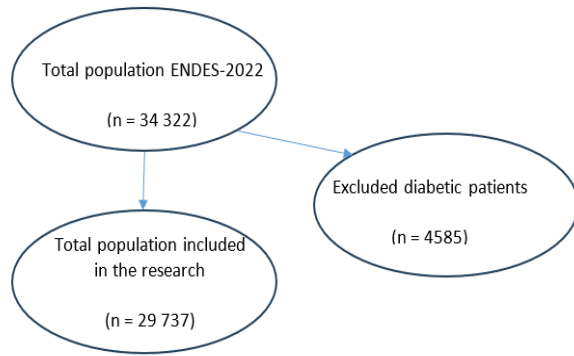 Total population ENDES-2022
(n = 34 322)
Excluded diabetic patients
(n = 4585)
Total population included
in the research
(n = 29 737)